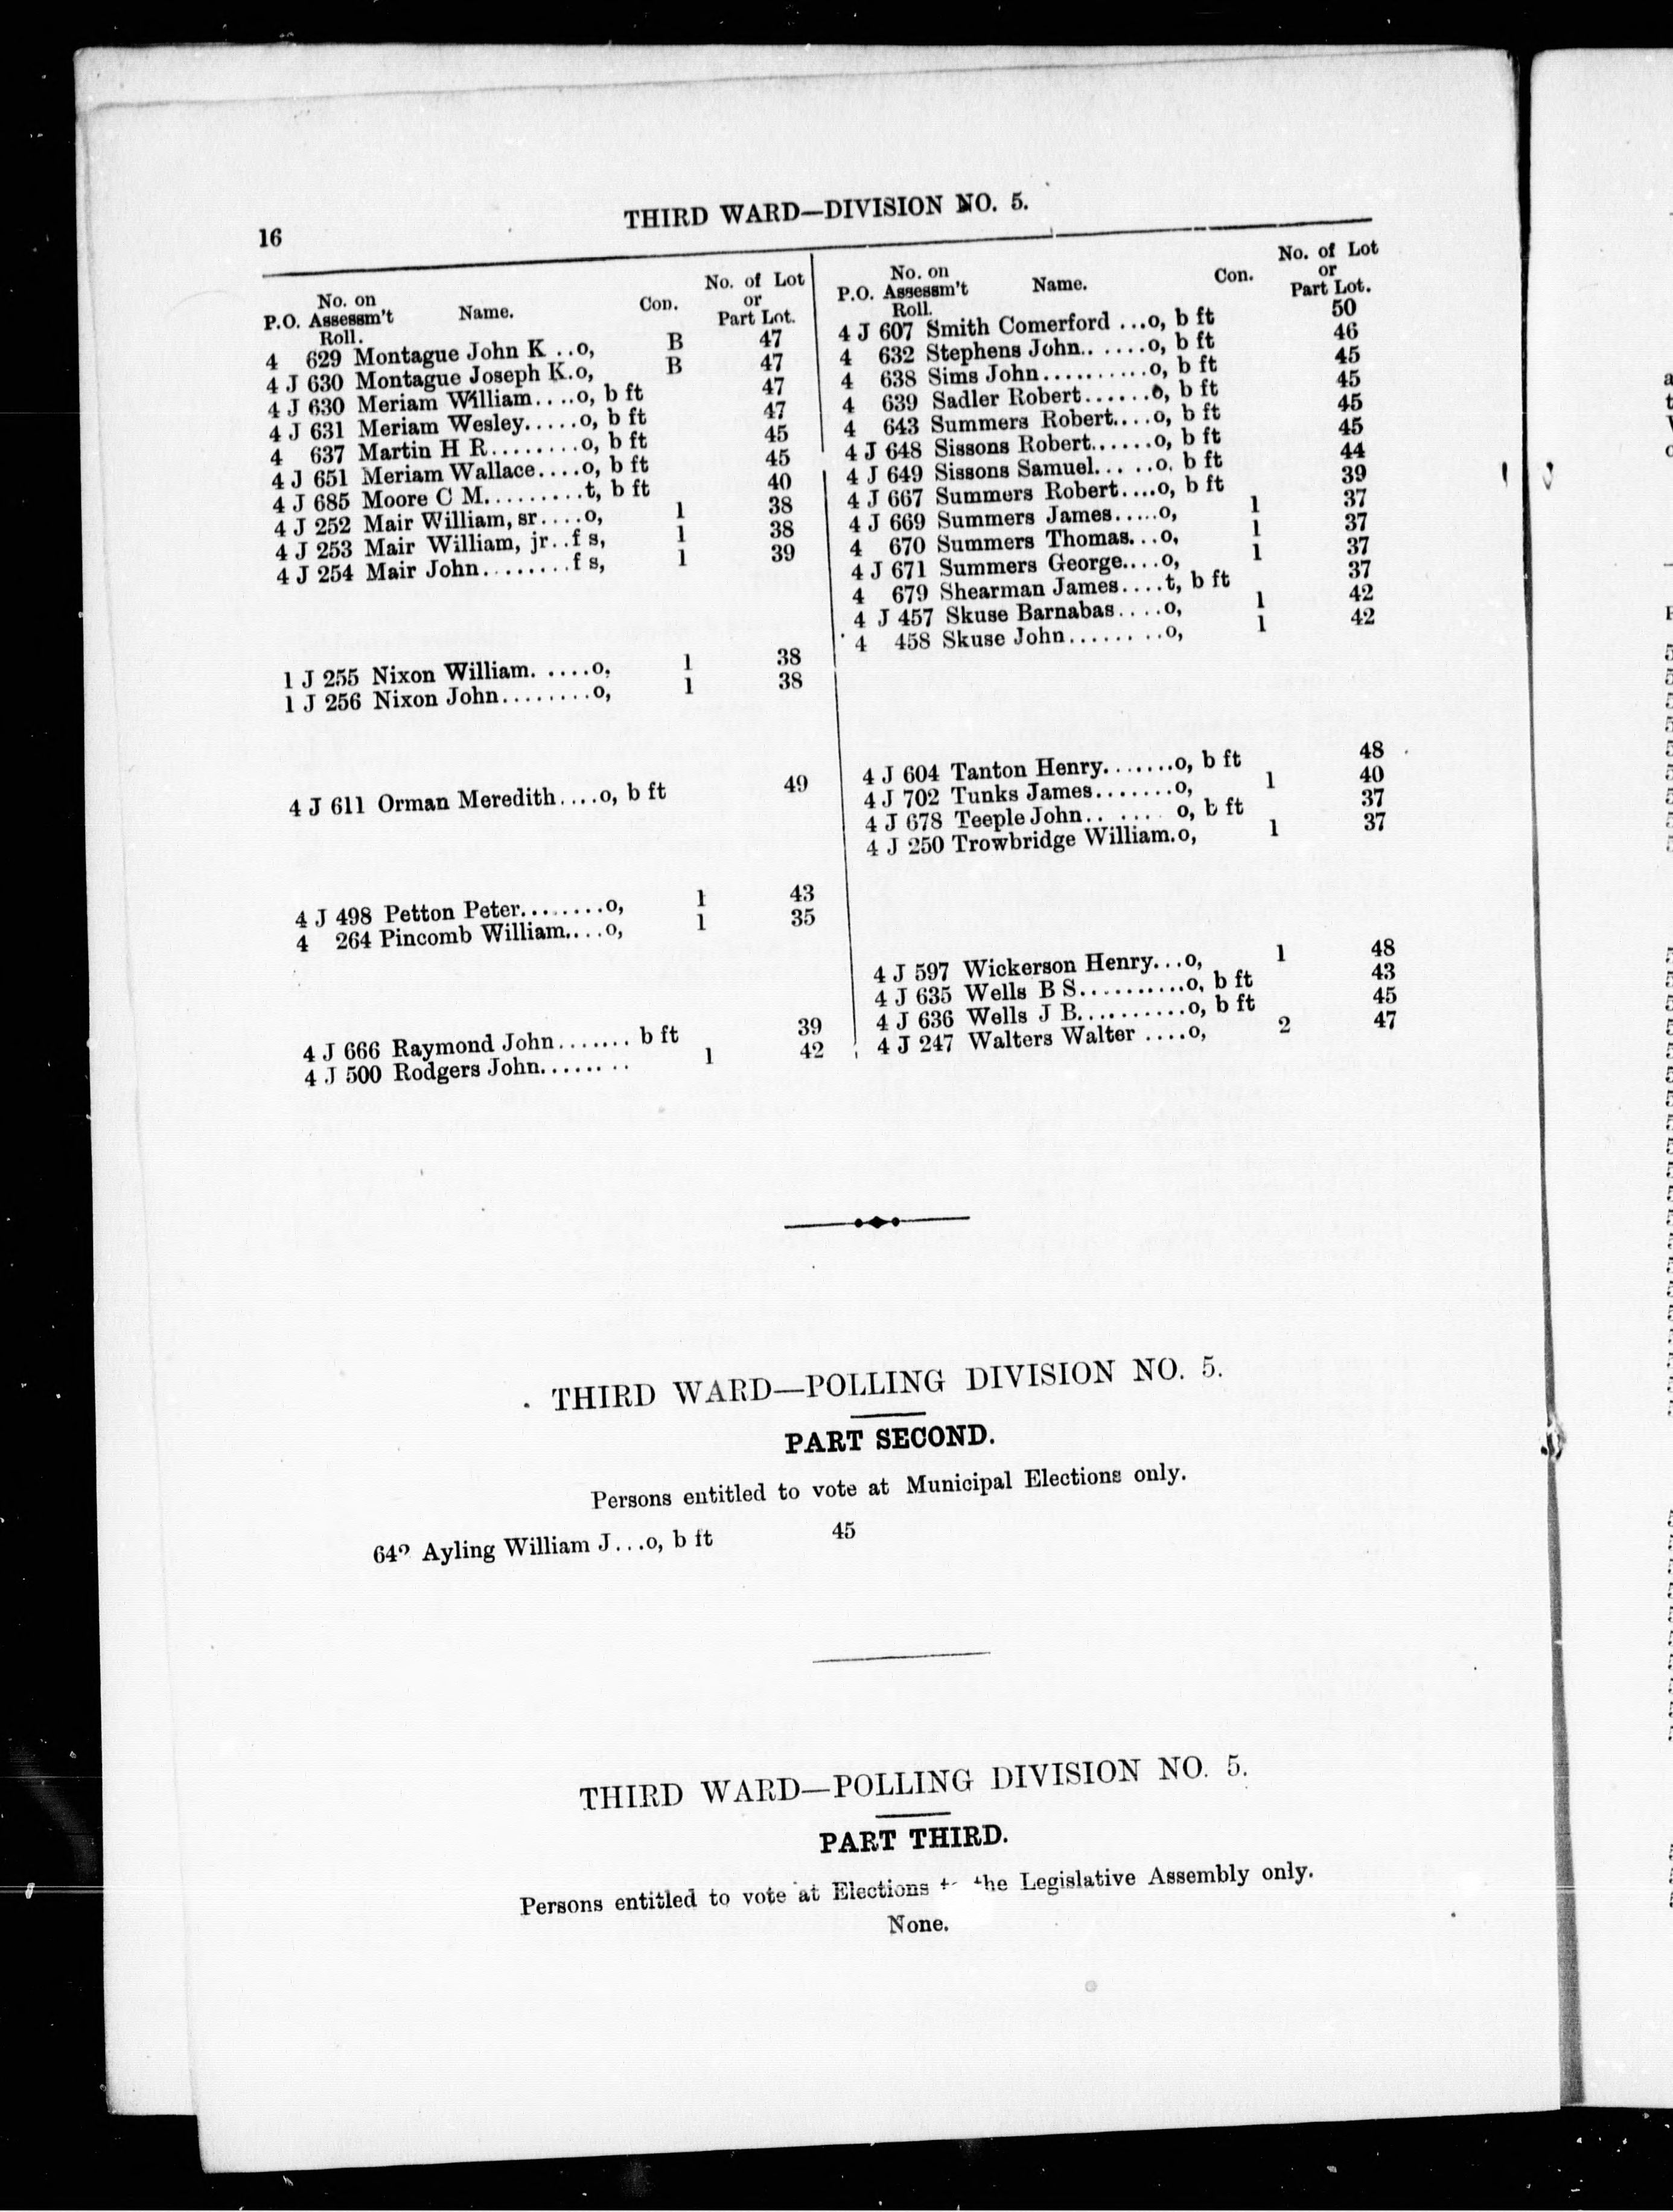 16
THIRD WARD—DIVISION NO. 5.
No. on
P.O. Assessm't
Roll.
Name.
Con.
No. of Lot
or
Part Lot.
4 629 Montague John K ..o, B 47
4 J 630 Montague Joseph K.o, B 47
4 J 630 Meriam William....o, b ft 47
4 J 631 Meriam Wesley.....o, b ft 47
4 637 Martin H R.........o, b ft 45
4 J 651 Meriam Wallace....o, b ft 45
4 J 685 Moore C M.........t, b ft 40
4 J 252 Mair William, sr....o, 1 38
4 J 253 Mair William, jr..f s, 1 38
4 J 254 Mair John........f s, 1 39
1 J 255 Nixon William. .....o, 1 38
1 J 256 Nixon John........o, 1 38
4 J 611 Orman Meredith....o, b ft 49
4 J 498 Petton Peter........o, 1 43
4 264 Pincomb William....o, 1 35
4 J 666 Raymond John....... b ft 39
4 J 500 Rodgers John........ 1 42
No. on
P.O. Assessm't
Roll.
Name.
Con.
No. of Lot
or
Part Lot.
4 J 607 Smith Comerford ...o, b ft 50
4 632 Stephens John......o, b ft 46
4 638 Sims John..........o, b ft 45
4 639 Sadler Robert......o, b ft 45
4 643 Summers Robert....o, b ft 45
4 J 648 Sissons Robert......o, b ft 45
4 J 649 Sissons Samuel.....o, b ft 44
4 J 667 Summers Robert....o, b ft 39
4 J 669 Summers James.....o, 1 37
4 670 Summers Thomas...o, 1 37
4 J 671 Summers George....o, 1 37
4 679 Shearman James....t, b ft 37
4 J 457 Skuse Barnabas....o, 1 42
4 458 Skuse John.........o, 1 42
4 J 604 Tanton Henry.......o, b ft 48
4 J 702 Tunks James.......o, 1 40
4 J 678 Teeple John...... o, b ft 37
4 J 250 Trowbridge William.o, 1 37
4 J 597 Wickerson Henry...o, 1 48
4 J 635 Wells B S..........o, b ft 43
4 J 636 Wells J B..........o, b ft 45
4 J 247 Walters Walter ....o, 2 47
THIRD WARD—POLLING DIVISION NO. 5.
PART SECOND.
Persons entitled to vote at Municipal Elections only.
Ayling William J...o, b ft 45
THIRD WARD—POLLING DIVISION NO. 5.
PART THIRD.
Persons entitled to vote at Elections the Legislative Assembly only.
None.